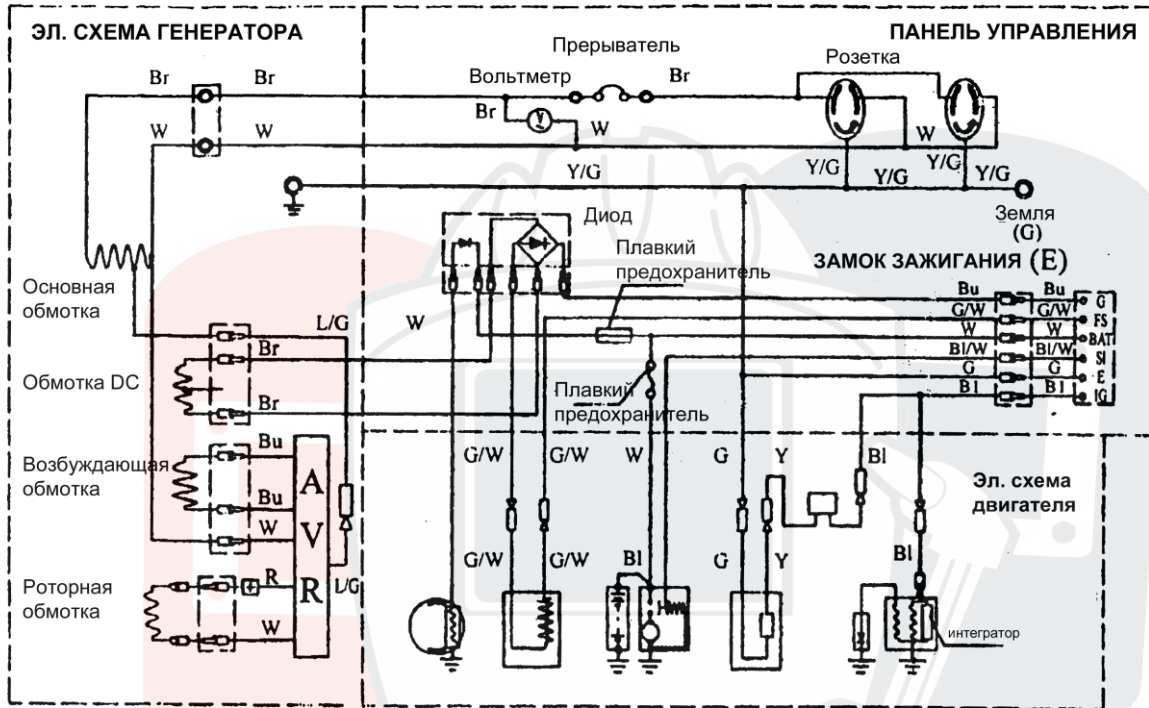 ЭЛ. СХЕМА ГЕНЕРАТОРА
ПАНЕЛЬ УПРАВЛЕНИЯ
Прерыватель
Розетка
Br
Br
Вольтметр
Br
Br
V
W
W
W
W
Y/G
Y/G
Y/G
Y/G
Y/G
Диод
Земля
(G)
Плавкий
предохранитель
ЗАМОК ЗАЖИГАНИЯ (E)
Основная
обмотка
L/G
W
Bu
Bu
G
G/W
G/W
FS
W
W
BAT
Bl/W
Bl/W
SI
G
G
E
Bl
Bl
IG
Br
Обмотка DC
Br
Плавкий
предохранитель
Возбуждающая
обмотка
Bu
Bu
W
A
V
R
G/W
G/W
W
G
Y
Bl
Эл. схема
двигателя
G/W
G/W
Bl
G
Y
Bl
Роторная
обмотка
R
L/G
W
интегратор